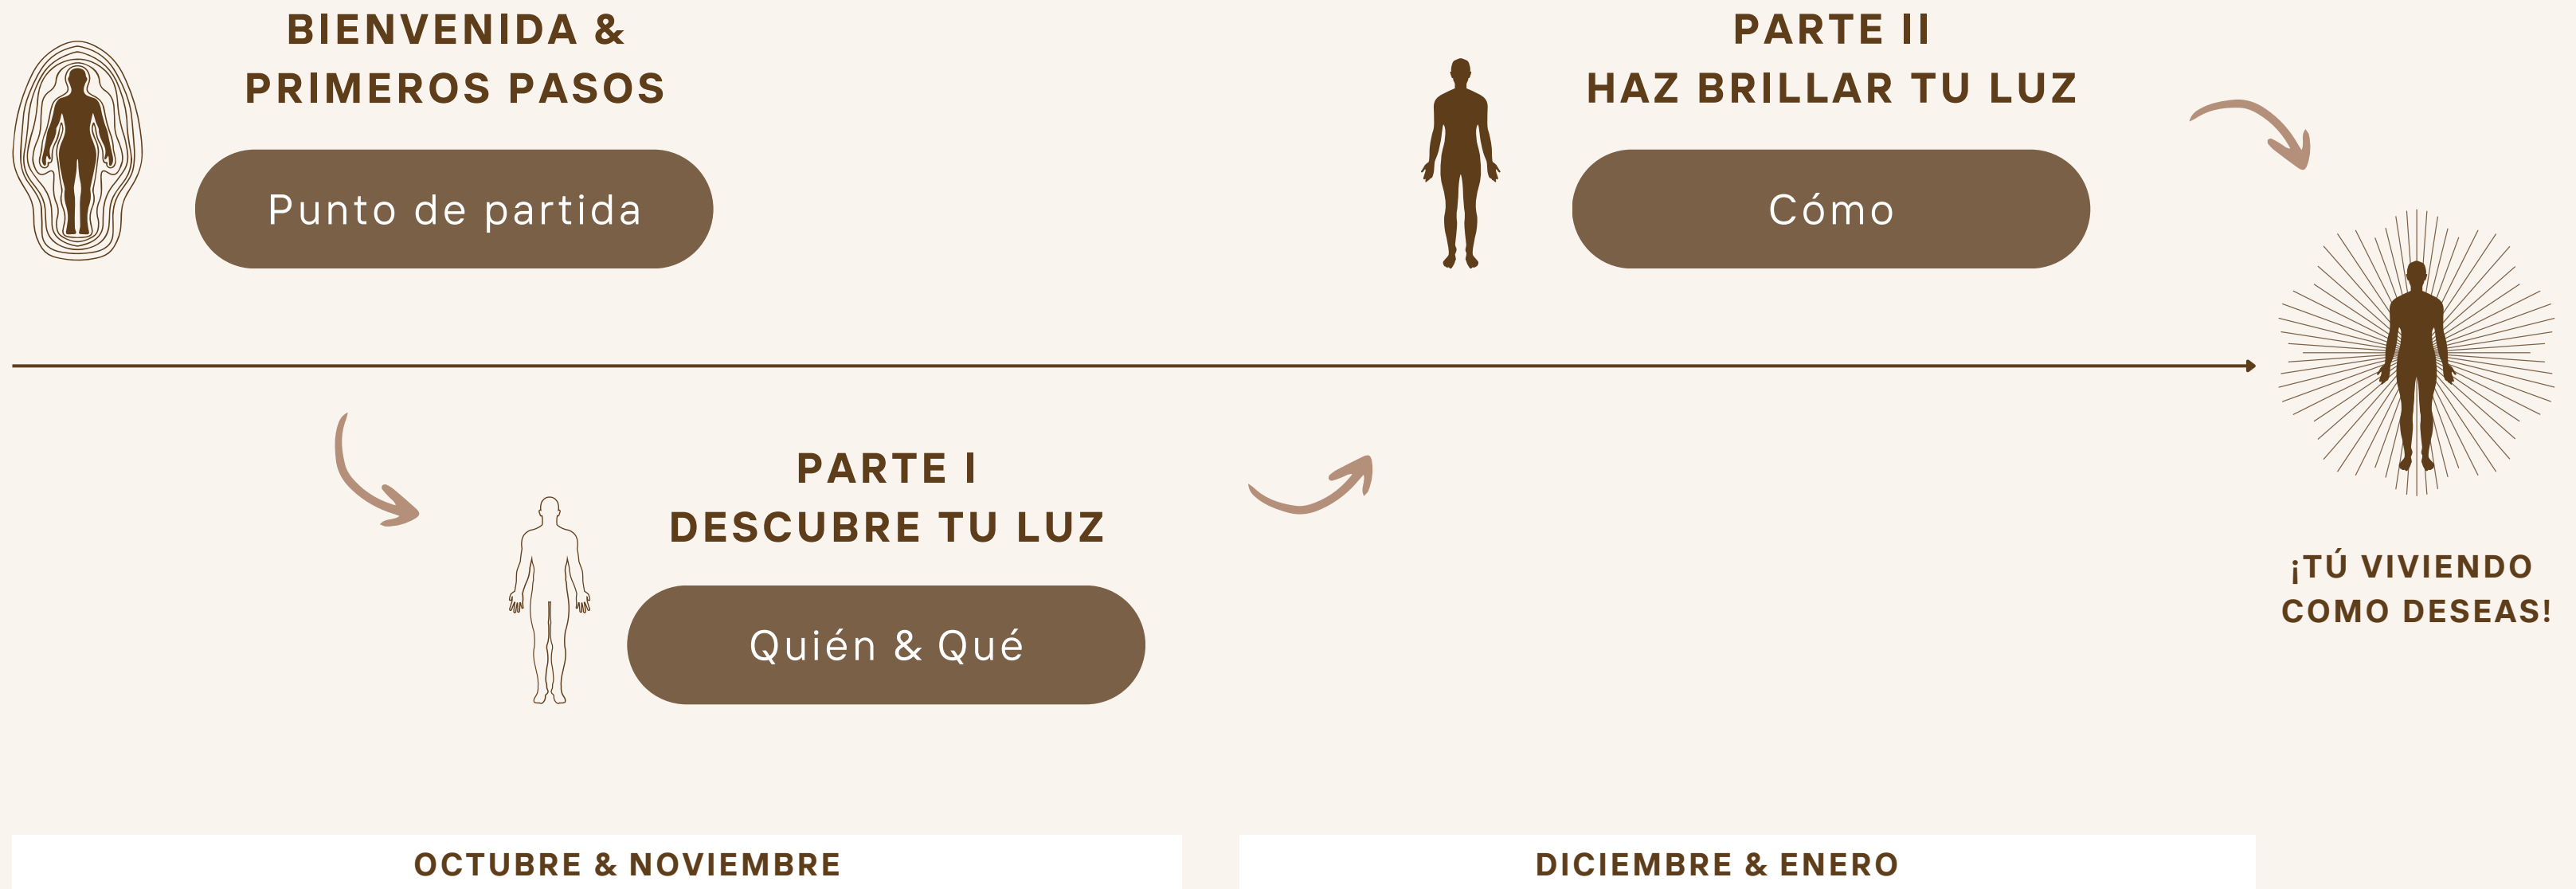 BIENVENIDA &
PRIMEROS PASOS
Punto de partida
PARTE I
DESCUBRE TU LUZ
Quién & Qué
PARTE II
HAZ BRILLAR TU LUZ
Cómo
¡TÚ VIVIENDO
COMO DESEAS!
OCTUBRE & NOVIEMBRE
DICIEMBRE & ENERO